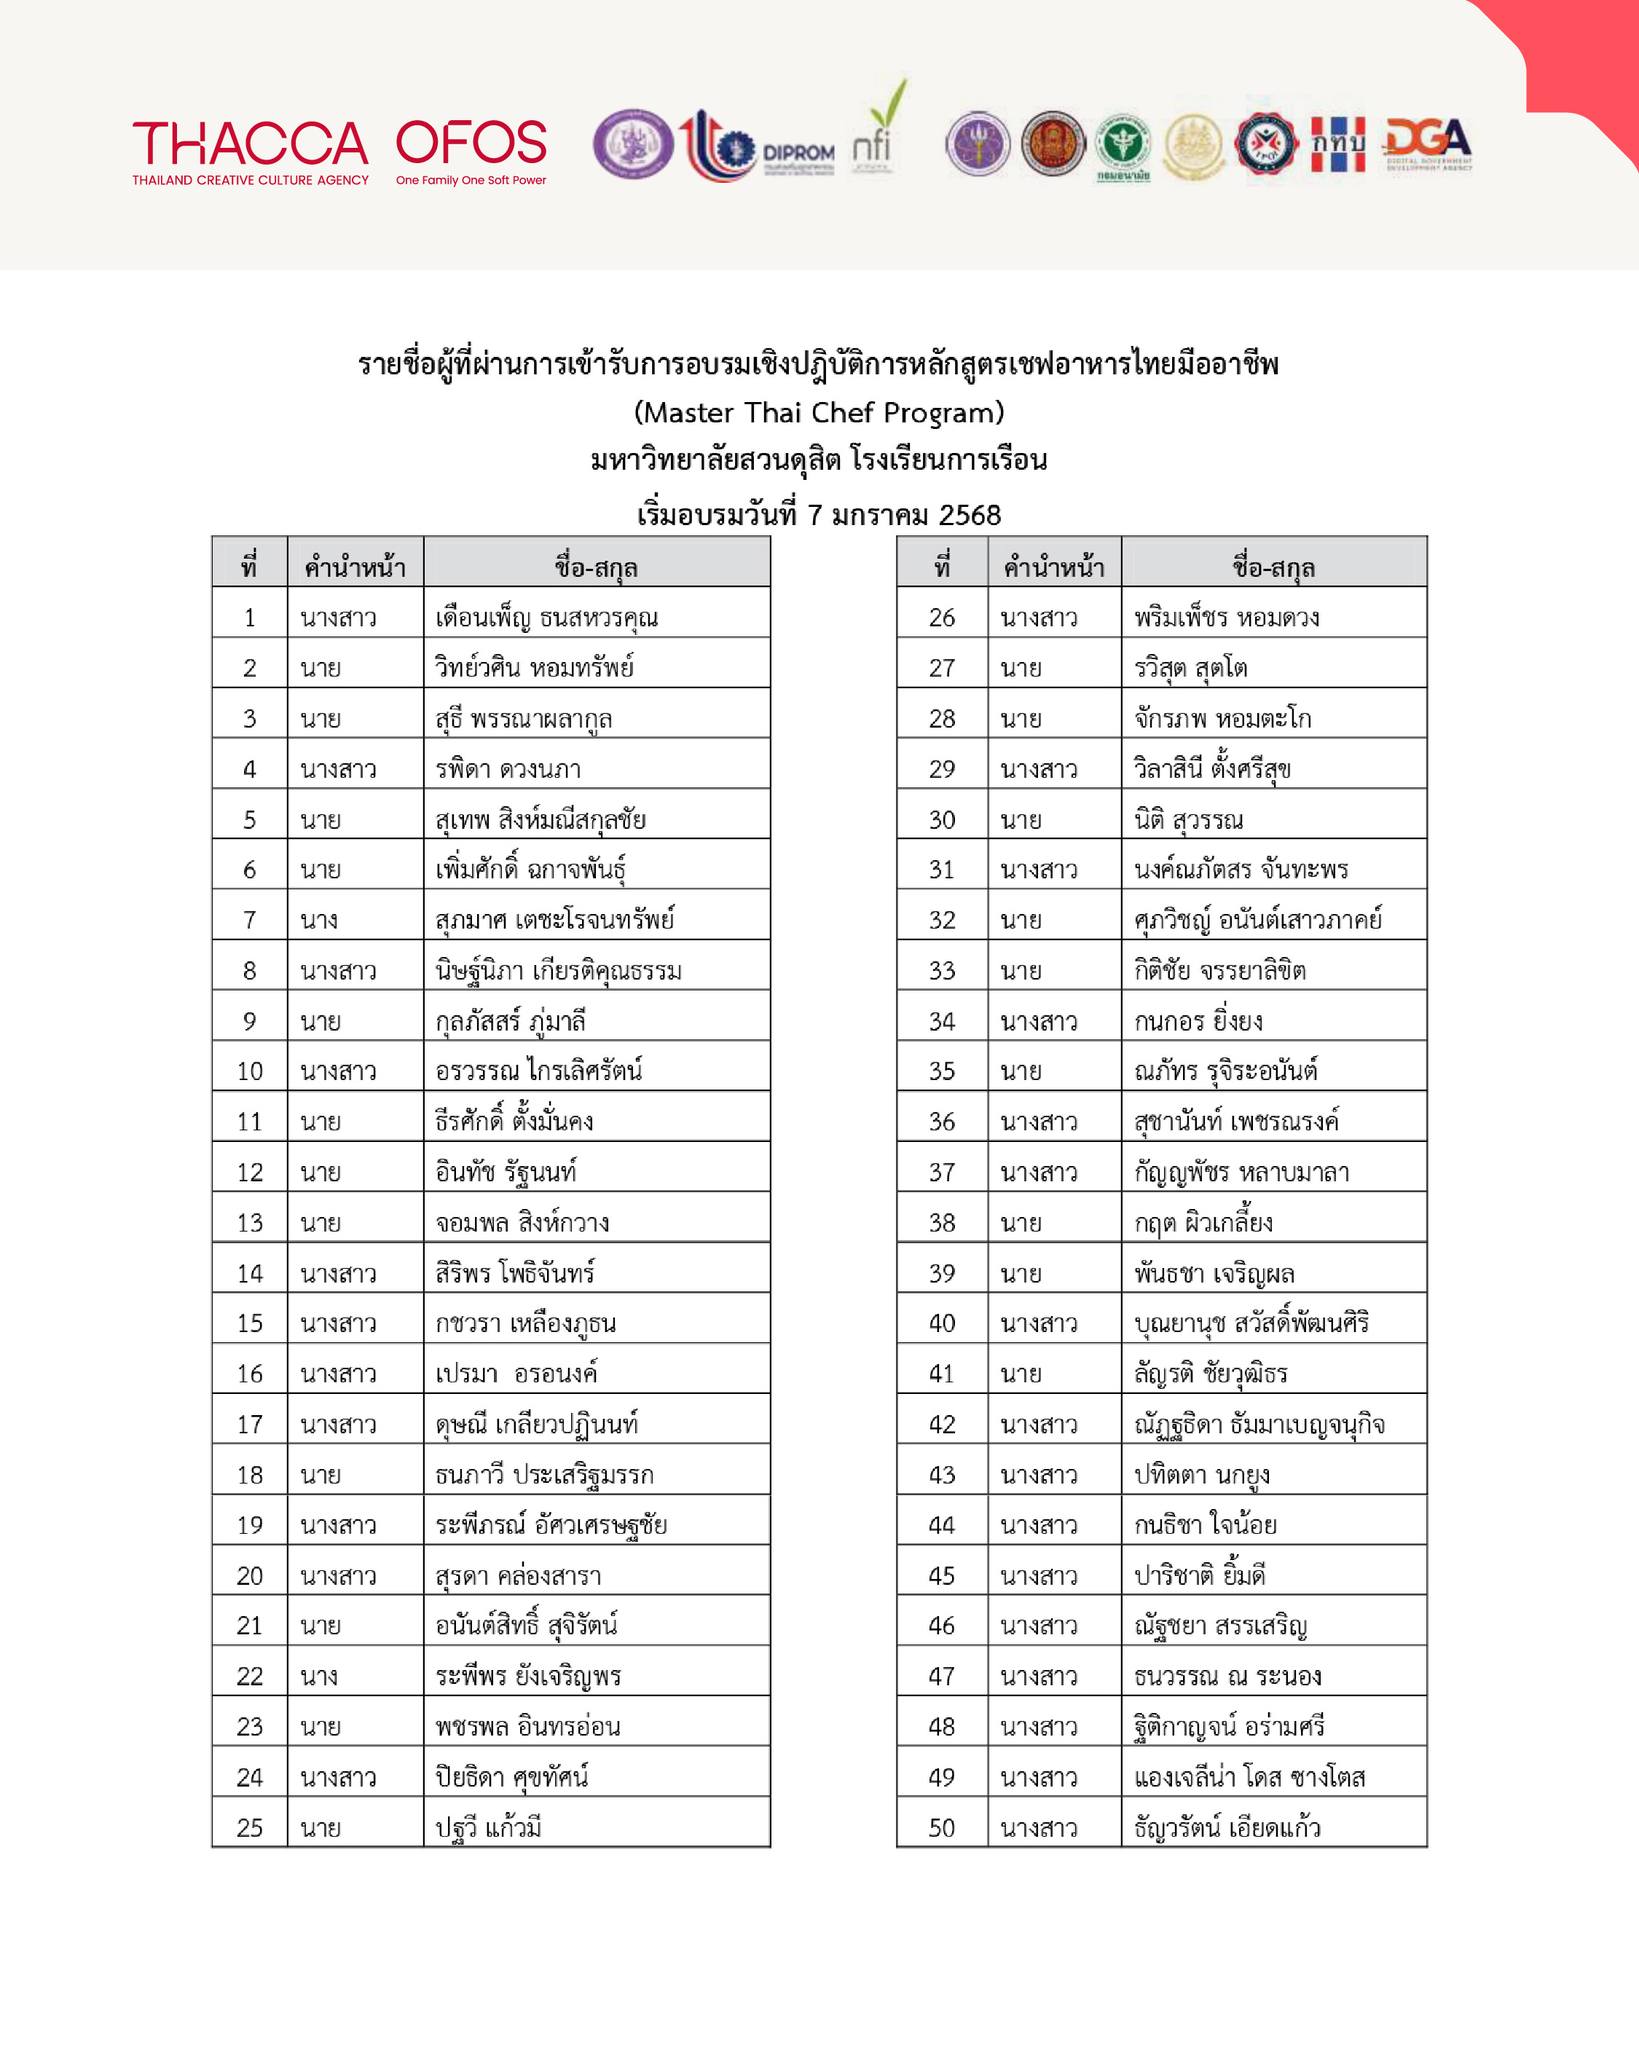 THACCA
THAILAND CREATIVE CULTURE AGENCY
OFOS
One Family One Soft Power
DIPROM
nfi
กรมอนามัย
กทบ
DGA
DIGITAL GOVERNMENT
DEVELOPMENT AGENCY
รายชื่อผู้ที่ผ่านการเข้ารับการอบรมเชิงปฎิบัติการหลักสูตรเชฟอาหารไทยมืออาชีพ
(Master Thai Chef Program)
มหาวิทยาลัยสวนดุสิต โรงเรียนการเรือน
เริ่มอบรมวันที่ 7 มกราคม 2568
ที่ คำนำหน้า ชื่อ-สกุล
1 นางสาว เดือนเพ็ญ ธนสหวรคุณ
2 นาย วิทย์วศิน หอมทรัพย์
3 นาย สุธี พรรณาผลากูล
4 นางสาว รพิดา ดวงนภา
5 นาย สุเทพ สิงห์มณีสกุลชัย
6 นาย เพิ่มศักดิ์ ฉกาจพันธุ์
7 นาง สุภมาศ เตชะโรจนทรัพย์
8 นางสาว นิษฐ์นิภา เกียรติคุณธรรม
9 นาย กุลภัสสร์ ภู่มาลี
10 นางสาว อรวรรณ ไกรเลิศรัตน์
11 นาย ธีรศักดิ์ ตั้งมั่นคง
12 นาย อินทัช รัฐนนท์
13 นาย จอมพล สิงห์กวาง
14 นางสาว สิริพร โพธิจันทร์
15 นางสาว กชวรา เหลืองภูธน
16 นางสาว เปรมา อรอนงค์
17 นางสาว ดุษณี เกลียวปฏินนท์
18 นาย ธนภาวี ประเสริฐมรรก
19 นางสาว ระพีภรณ์ อัศวเศรษฐชัย
20 นางสาว สุรดา คล่องสารา
21 นาย อนันต์สิทธิ์ สุจิรัตน์
22 นาง ระพีพร ยังเจริญพร
23 นาย พชรพล อินทรอ่อน
24 นางสาว ปิยธิดา ศุขทัศน์
25 นาย ปฐวี แก้วมี
ที่ คำนำหน้า ชื่อ-สกุล
26 นางสาว พริมเพ็ชร หอมดวง
27 นาย รวิสุต สุตโต
28 นาย จักรภพ หอมตะโก
29 นางสาว วิลาสินี ตั้งศรีสุข
30 นาย นิติ สุวรรณ
31 นางสาว นงค์ณภัตสร จันทะพร
32 นาย ศุภวิชญ์ อนันต์เสาวภาคย์
33 นาย กิติชัย จรรยาลิขิต
34 นางสาว กนกอร ยิ่งยง
35 นาย ณภัทร รุจิระอนันต์
36 นางสาว สุชานันท์ เพชรณรงค์
37 นางสาว กัญญพัชร หลาบมาลา
38 นาย กฤต ผิวเกลี้ยง
39 นาย พันธชา เจริญผล
40 นางสาว บุณยานุช สวัสดิ์พัฒนศิริ
41 นาย ลัญรติ ชัยวุฒิธร
42 นางสาว ณัฏฐธิดา ธัมมาเบญจนุกิจ
43 นางสาว ปทิตตา นกยูง
44 นางสาว กนธิชา ใจน้อย
45 นางสาว ปาริชาติ ยิ้มดี
46 นางสาว ณัฐชยา สรรเสริญ
47 นางสาว ธนวรรณ ณ ระนอง
48 นางสาว ฐิติกาญจน์ อร่ามศรี
49 นางสาว แองเจลีน่า โดส ซางโตส
50 นางสาว ธัญวรัตน์ เอียดแก้ว